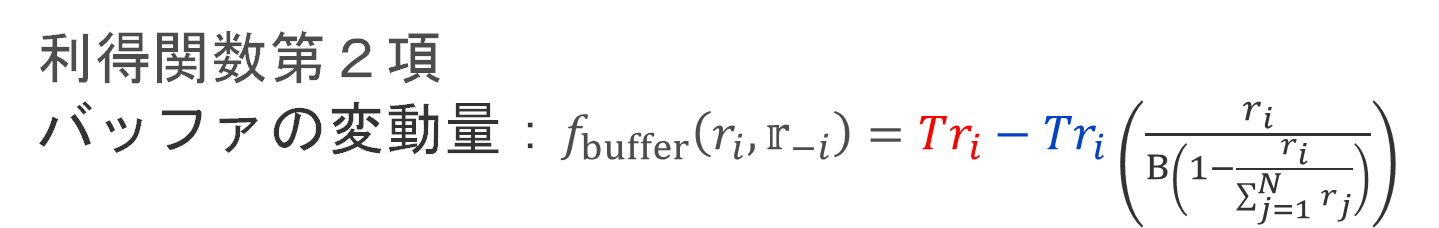 利得関数第２項
バッファの変動量：f_buffer(r_i, 𝕣_{-i}) = Tr_i − Tr_i (r_i / (B(1 − r_i / ∑_{j=1}^{N} r_j)))